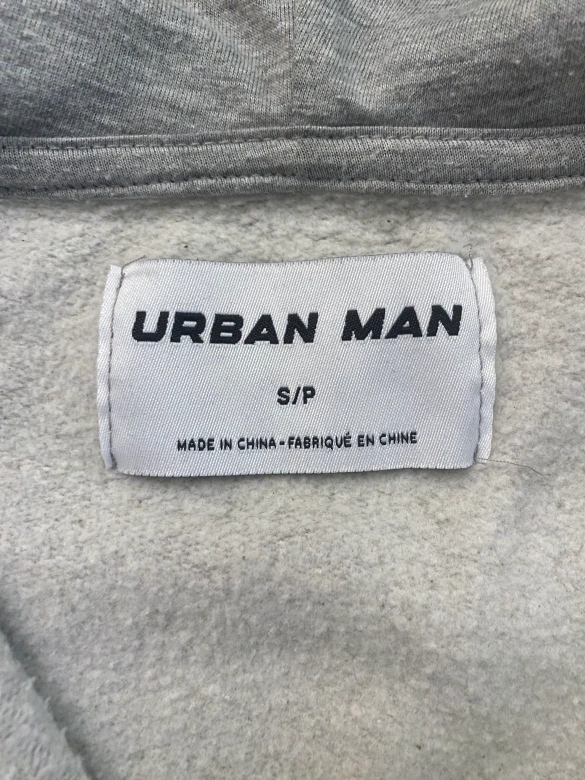 URBAN MAN
S/P
MADE IN CHINA - FABRIQUÉ EN CHINE